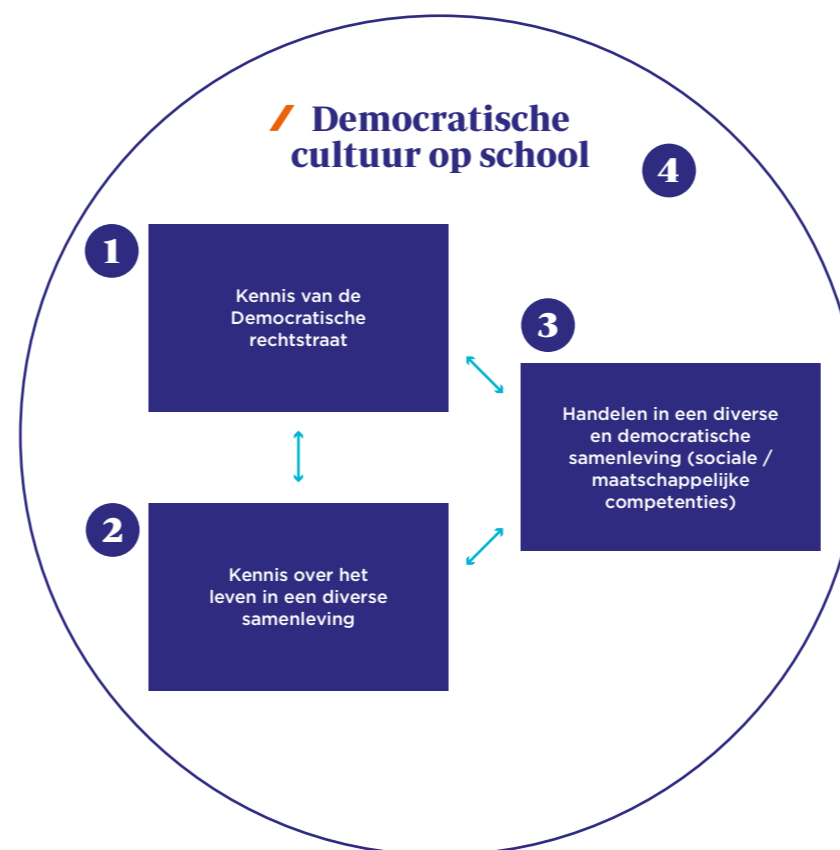 Democratische
cultuur op school
4
1
Kennis van de
Democratische
rechtstraat
3
Handelen in een diverse
en democratische
samenleving (sociale /
maatschappelijke
competenties)
2
Kennis over het
leven in een diverse
samenleving